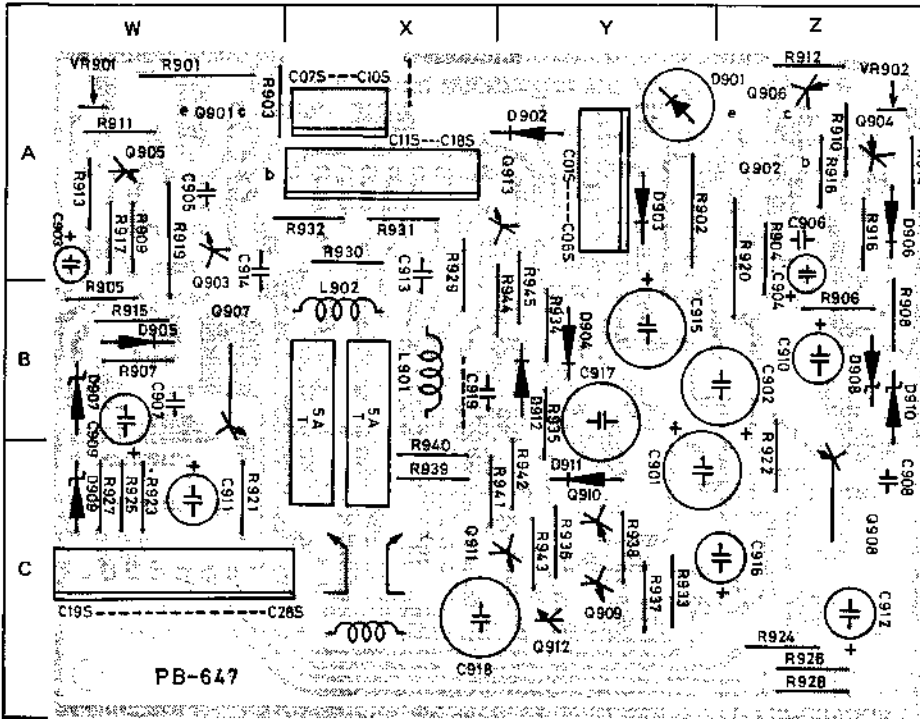 W X Y Z
A
B
C
VR901 R901 R903 C07S----C10S D902 D901 R912 VR902
Q901 e c Q906 e c Q904
R911 C11S---C18S R910
Q905 b Q913 C01S-----C06S Q902 b R916
R913 C905 D903 R902
C903 R917 R909 R919 R932 R931 C906 R916 D906
Q903 C914 R930 C913 R929 R920 R904 C904
R905 L902 R944 R945 R906 R908
R915 Q907 R934 D904 C915
D905
R907 L901 C917 C910 D908 D910
D907 C907 5A T 5A T C919 D912 R935 C902
C909 R940 R922
D909 R927 R925 R923 C911 R921 R939 R941 R942 D911 C901 C908
Q910
Q911 R943 R936 R938 Q908
C916
C19S---------------C28S Q909 R937 R933
Q912 C912
C918 R924
PB-647 R926
R928